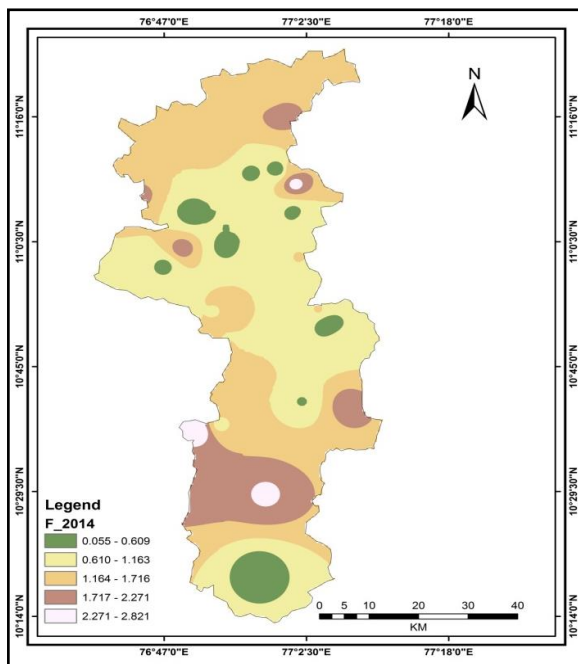 76°47'0"E 77°2'30"E 77°18'0"E
N
11°16'0"N 11°16'0"N
11°0'30"N 11°0'30"N
10°45'0"N 10°45'0"N
10°29'30"N 10°29'30"N
10°14'0"N 10°14'0"N
Legend
F_2014
0.055 - 0.609
0.610 - 1.163
1.164 - 1.716
1.717 - 2.271
2.271 - 2.821
0 5 10 20 30 40
KM
76°47'0"E 77°2'30"E 77°18'0"E